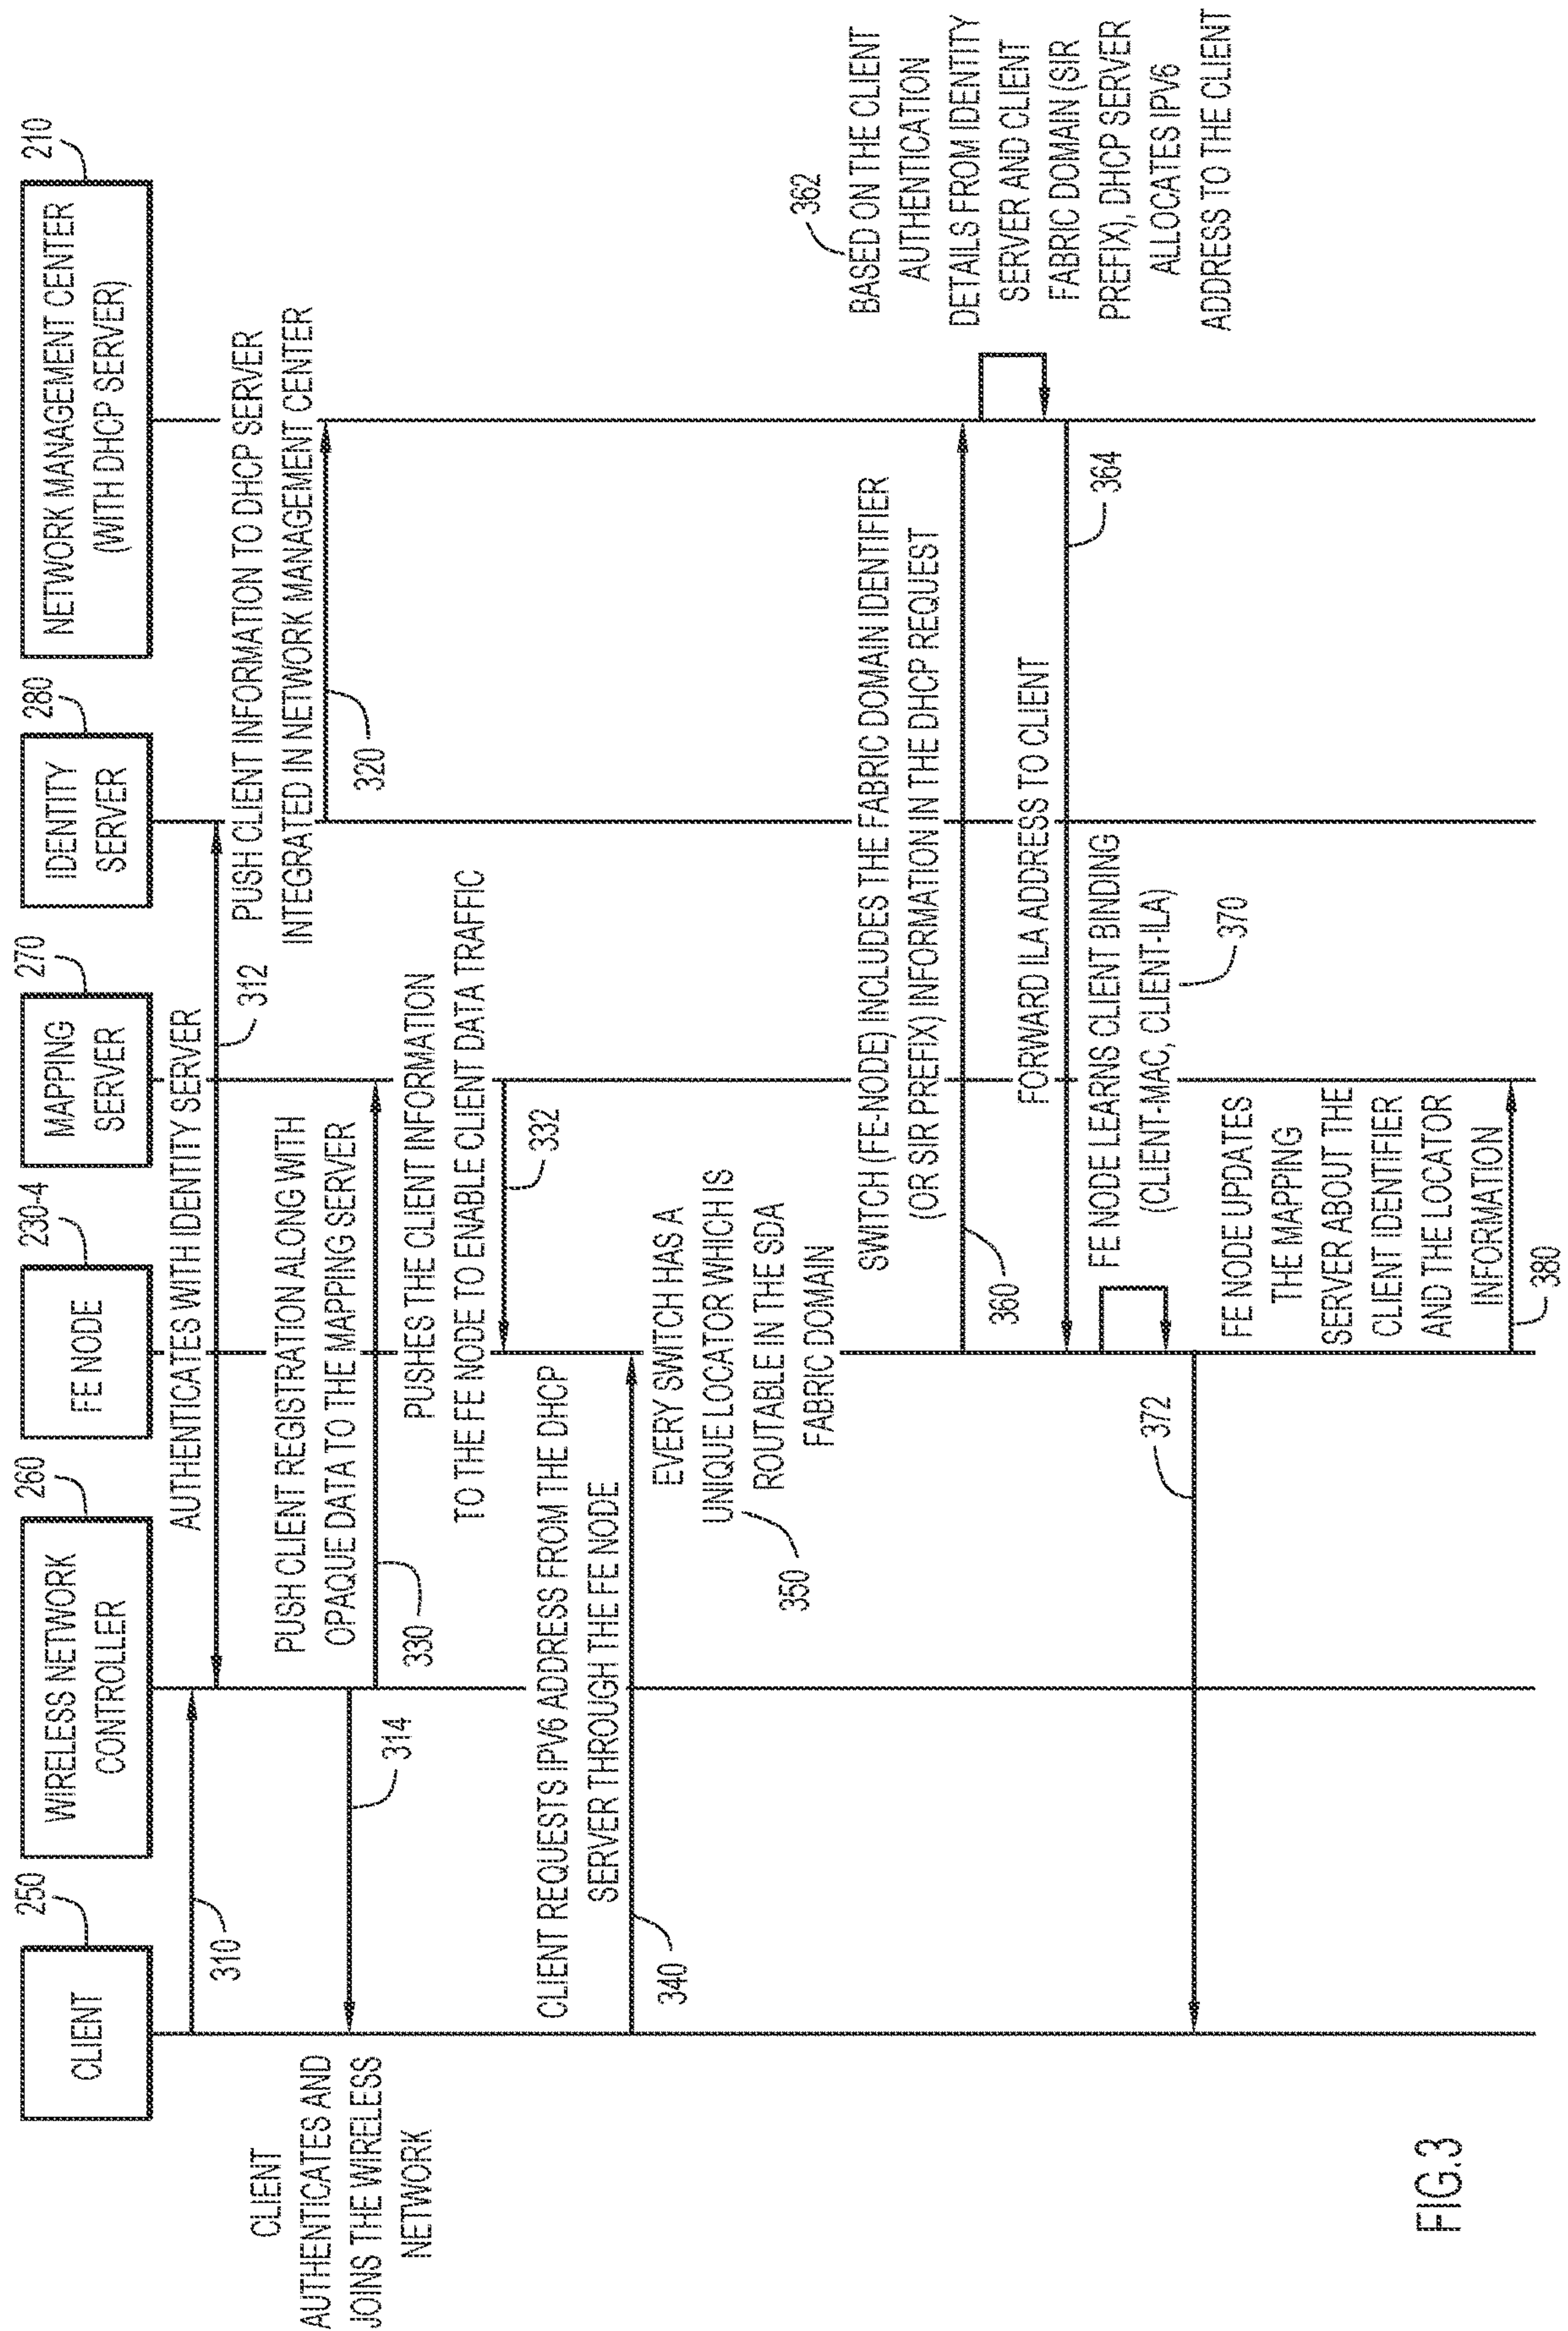 CLIENT
250
WIRELESS NETWORK
CONTROLLER
260
FE NODE
230-4
MAPPING
SERVER
270
IDENTITY
SERVER
280
NETWORK MANAGEMENT CENTER
(WITH DHCP SERVER)
210
CLIENT
AUTHENTICATES AND
JOINS THE WIRELESS
NETWORK
310
AUTHENTICATES WITH IDENTITY SERVER
312
314
PUSH CLIENT INFORMATION TO DHCP SERVER
INTEGRATED IN NETWORK MANAGEMENT CENTER
320
PUSH CLIENT REGISTRATION ALONG WITH
OPAQUE DATA TO THE MAPPING SERVER
330
PUSHES THE CLIENT INFORMATION
TO THE FE NODE TO ENABLE CLIENT DATA TRAFFIC
332
CLIENT REQUESTS IPV6 ADDRESS FROM THE DHCP
SERVER THROUGH THE FE NODE
340
EVERY SWITCH HAS A
UNIQUE LOCATOR WHICH IS
ROUTABLE IN THE SDA
FABRIC DOMAIN
350
SWITCH (FE-NODE) INCLUDES THE FABRIC DOMAIN IDENTIFIER
(OR SIR PREFIX) INFORMATION IN THE DHCP REQUEST
360
362
BASED ON THE CLIENT
AUTHENTICATION
DETAILS FROM IDENTITY
SERVER AND CLIENT
FABRIC DOMAIN (SIR
PREFIX), DHCP SERVER
ALLOCATES IPV6
ADDRESS TO THE CLIENT
FORWARD ILA ADDRESS TO CLIENT
364
FE NODE LEARNS CLIENT BINDING
(CLIENT-MAC, CLIENT-ILA)
370
372
FE NODE UPDATES
THE MAPPING
SERVER ABOUT THE
CLIENT IDENTIFIER
AND THE LOCATOR
INFORMATION
380
FIG.3